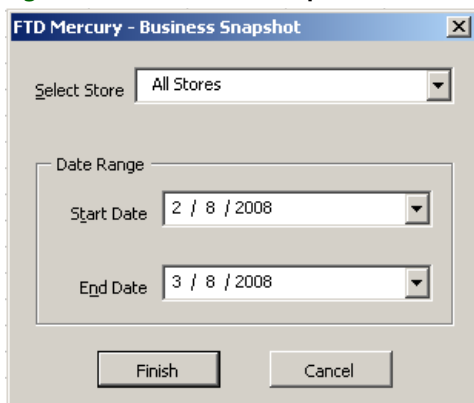 FTD Mercury - Business Snapshot
Select Store All Stores
Date Range
Start Date 2 / 8 / 2008
End Date 3 / 8 / 2008
Finish Cancel